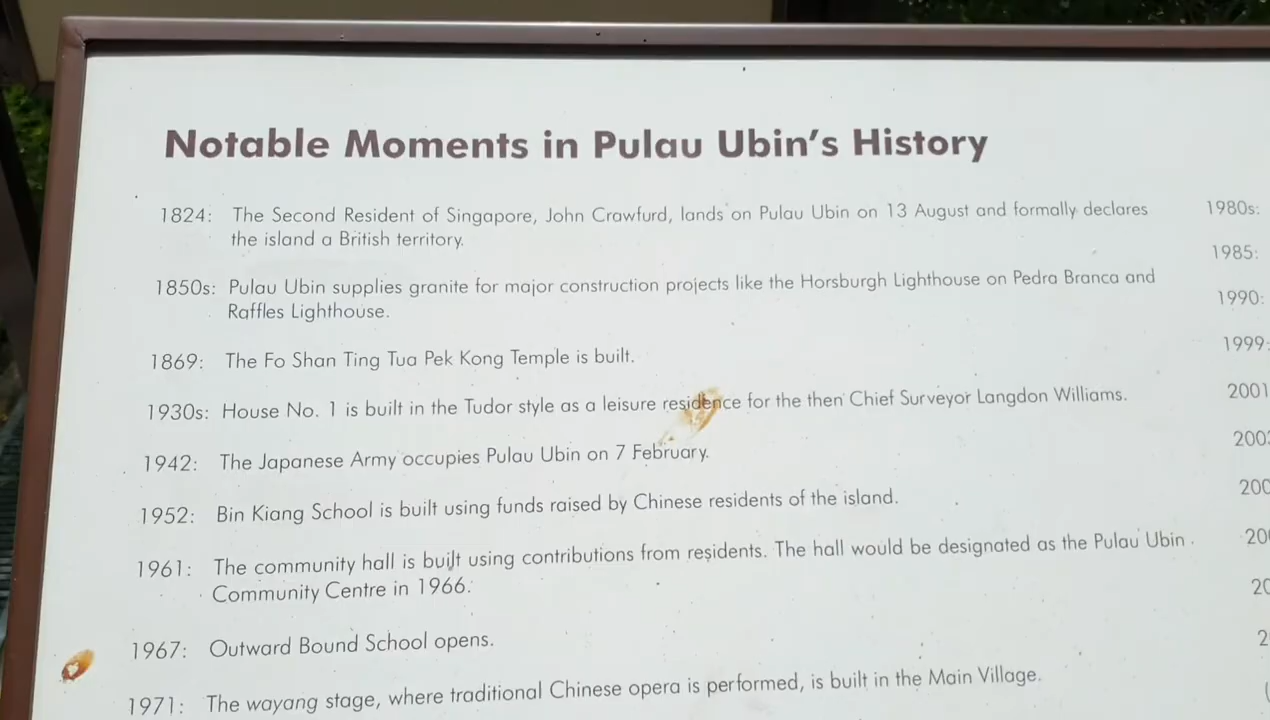 Notable Moments in Pulau Ubin's History
1824: The Second Resident of Singapore, John Crawfurd, lands on Pulau Ubin on 13 August and formally declares
the island a British territory.
1850s: Pulau Ubin supplies granite for major construction projects like the Horsburgh Lighthouse on Pedra Branca and
Raffles Lighthouse.
1869: The Fo Shan Ting Tua Pek Kong Temple is built.
1930s: House No. 1 is built in the Tudor style as a leisure residence for the then Chief Surveyor Langdon Williams.
1942: The Japanese Army occupies Pulau Ubin on 7 February.
1952: Bin Kiang School is built using funds raised by Chinese residents of the island.
1961: The community hall is built using contributions from residents. The hall would be designated as the Pulau Ubin
Community Centre in 1966.
1967: Outward Bound School opens.
1971: The wayang stage, where traditional Chinese opera is performed, is built in the Main Village.
1980s:
1985:
1990:
1999:
2001